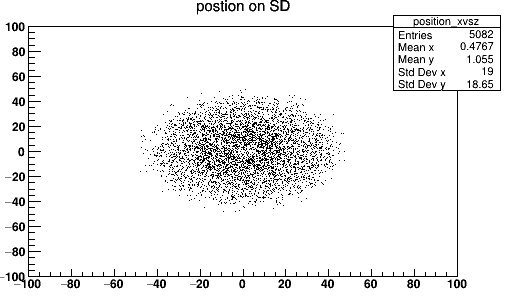 postion on SD
position_xvsz
Entries 5082
Mean x 0.4767
Mean y 1.055
Std Dev x 19
Std Dev y 18.65
100
80
60
40
20
0
−20
−40
−60
−80
−100
−100 −80 −60 −40 −20 0 20 40 60 80 100